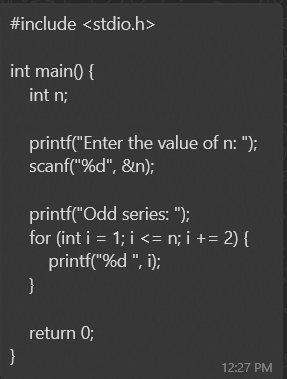 #include <stdio.h>

int main() {
    int n;

    printf("Enter the value of n: ");
    scanf("%d", &n);

    printf("Odd series: ");
    for (int i = 1; i <= n; i += 2) {
        printf("%d ", i);
    }

    return 0;
}
12:27 PM